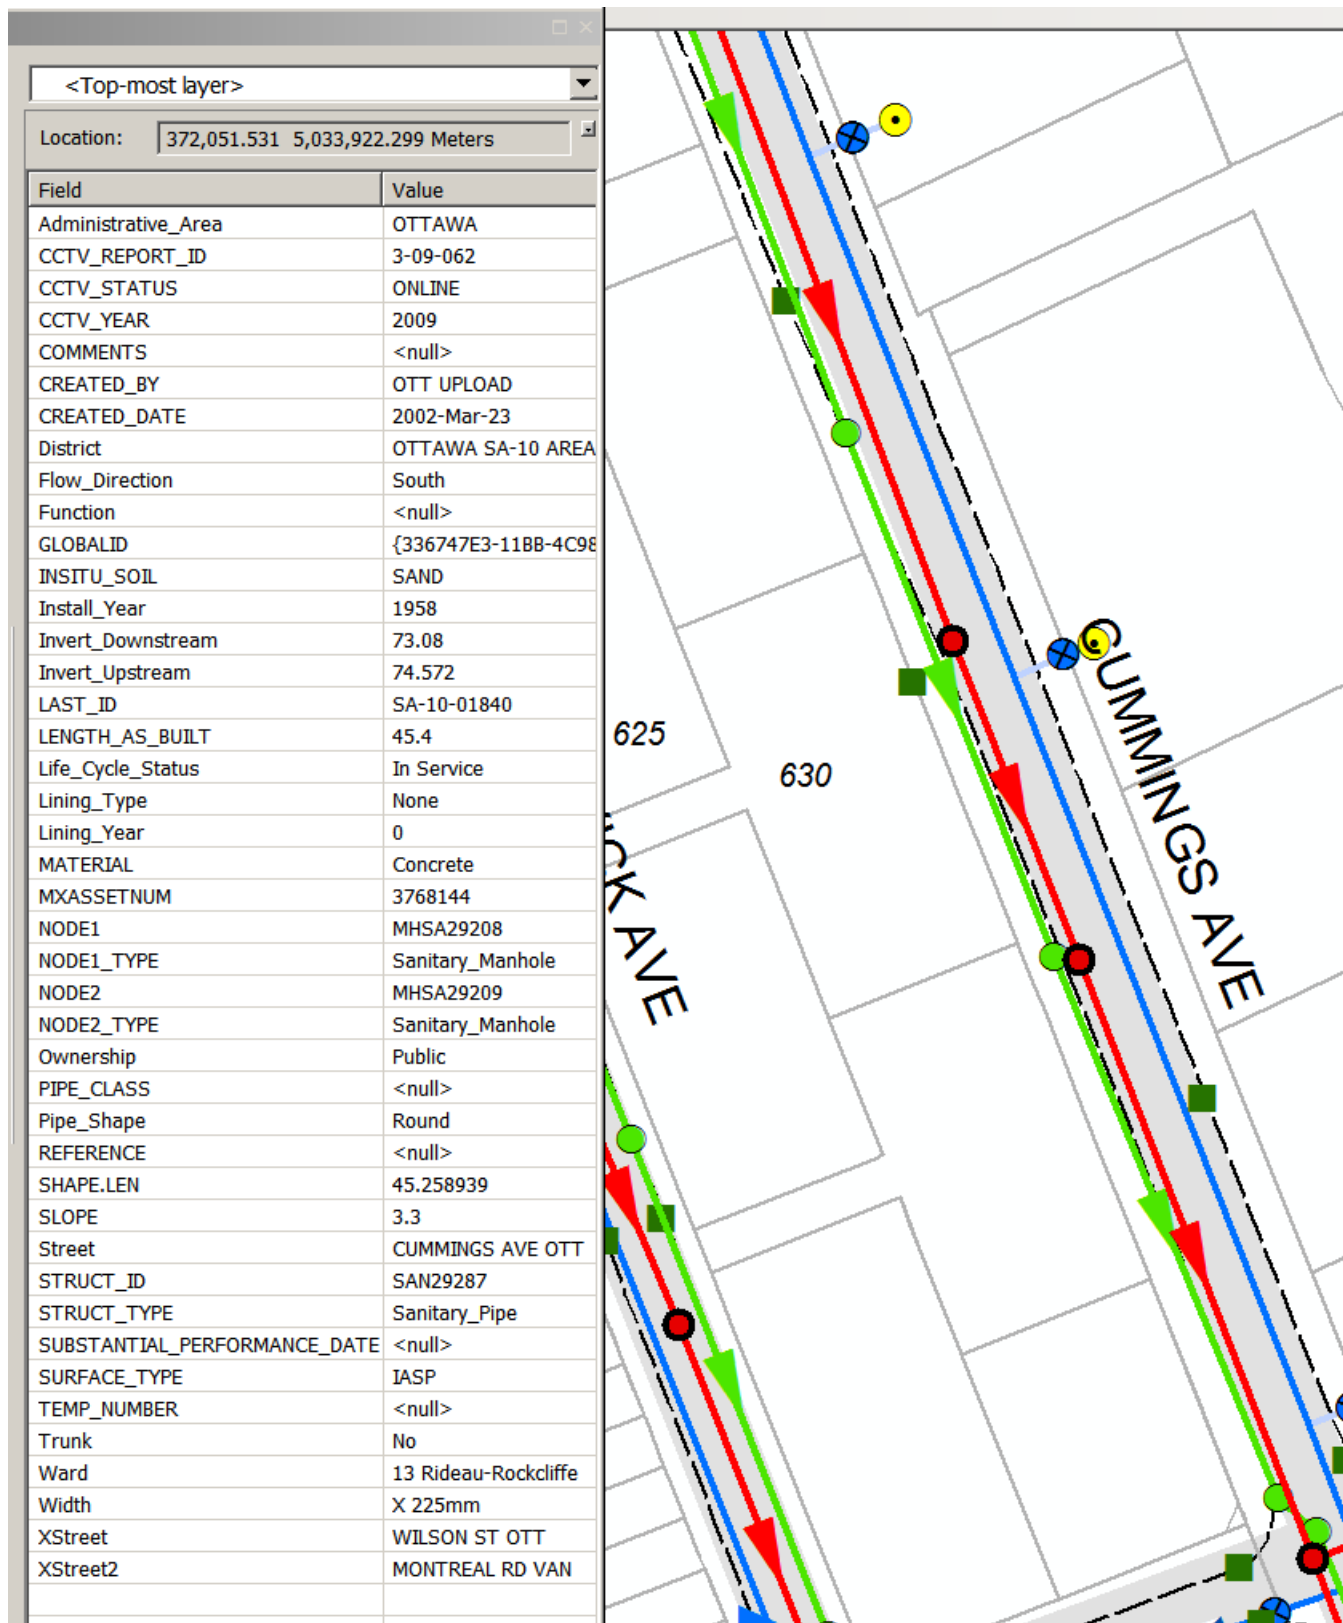 <Top-most layer>
Location: 372,051.531 5,033,922.299 Meters
Field Value
Administrative_Area OTTAWA
CCTV_REPORT_ID 3-09-062
CCTV_STATUS ONLINE
CCTV_YEAR 2009
COMMENTS <null>
CREATED_BY OTT UPLOAD
CREATED_DATE 2002-Mar-23
District OTTAWA SA-10 AREA
Flow_Direction South
Function <null>
GLOBALID {336747E3-11BB-4C98
INSITU_SOIL SAND
Install_Year 1958
Invert_Downstream 73.08
Invert_Upstream 74.572
LAST_ID SA-10-01840
LENGTH_AS_BUILT 45.4
Life_Cycle_Status In Service
Lining_Type None
Lining_Year 0
MATERIAL Concrete
MXASSETNUM 3768144
NODE1 MHSA29208
NODE1_TYPE Sanitary_Manhole
NODE2 MHSA29209
NODE2_TYPE Sanitary_Manhole
Ownership Public
PIPE_CLASS <null>
Pipe_Shape Round
REFERENCE <null>
SHAPE.LEN 45.258939
SLOPE 3.3
Street CUMMINGS AVE OTT
STRUCT_ID SAN29287
STRUCT_TYPE Sanitary_Pipe
SUBSTANTIAL_PERFORMANCE_DATE <null>
SURFACE_TYPE IASP
TEMP_NUMBER <null>
Trunk No
Ward 13 Rideau-Rockcliffe
Width X 225mm
XStreet WILSON ST OTT
XStreet2 MONTREAL RD VAN
CUMMINGS AVE
625
630
ICK AVE